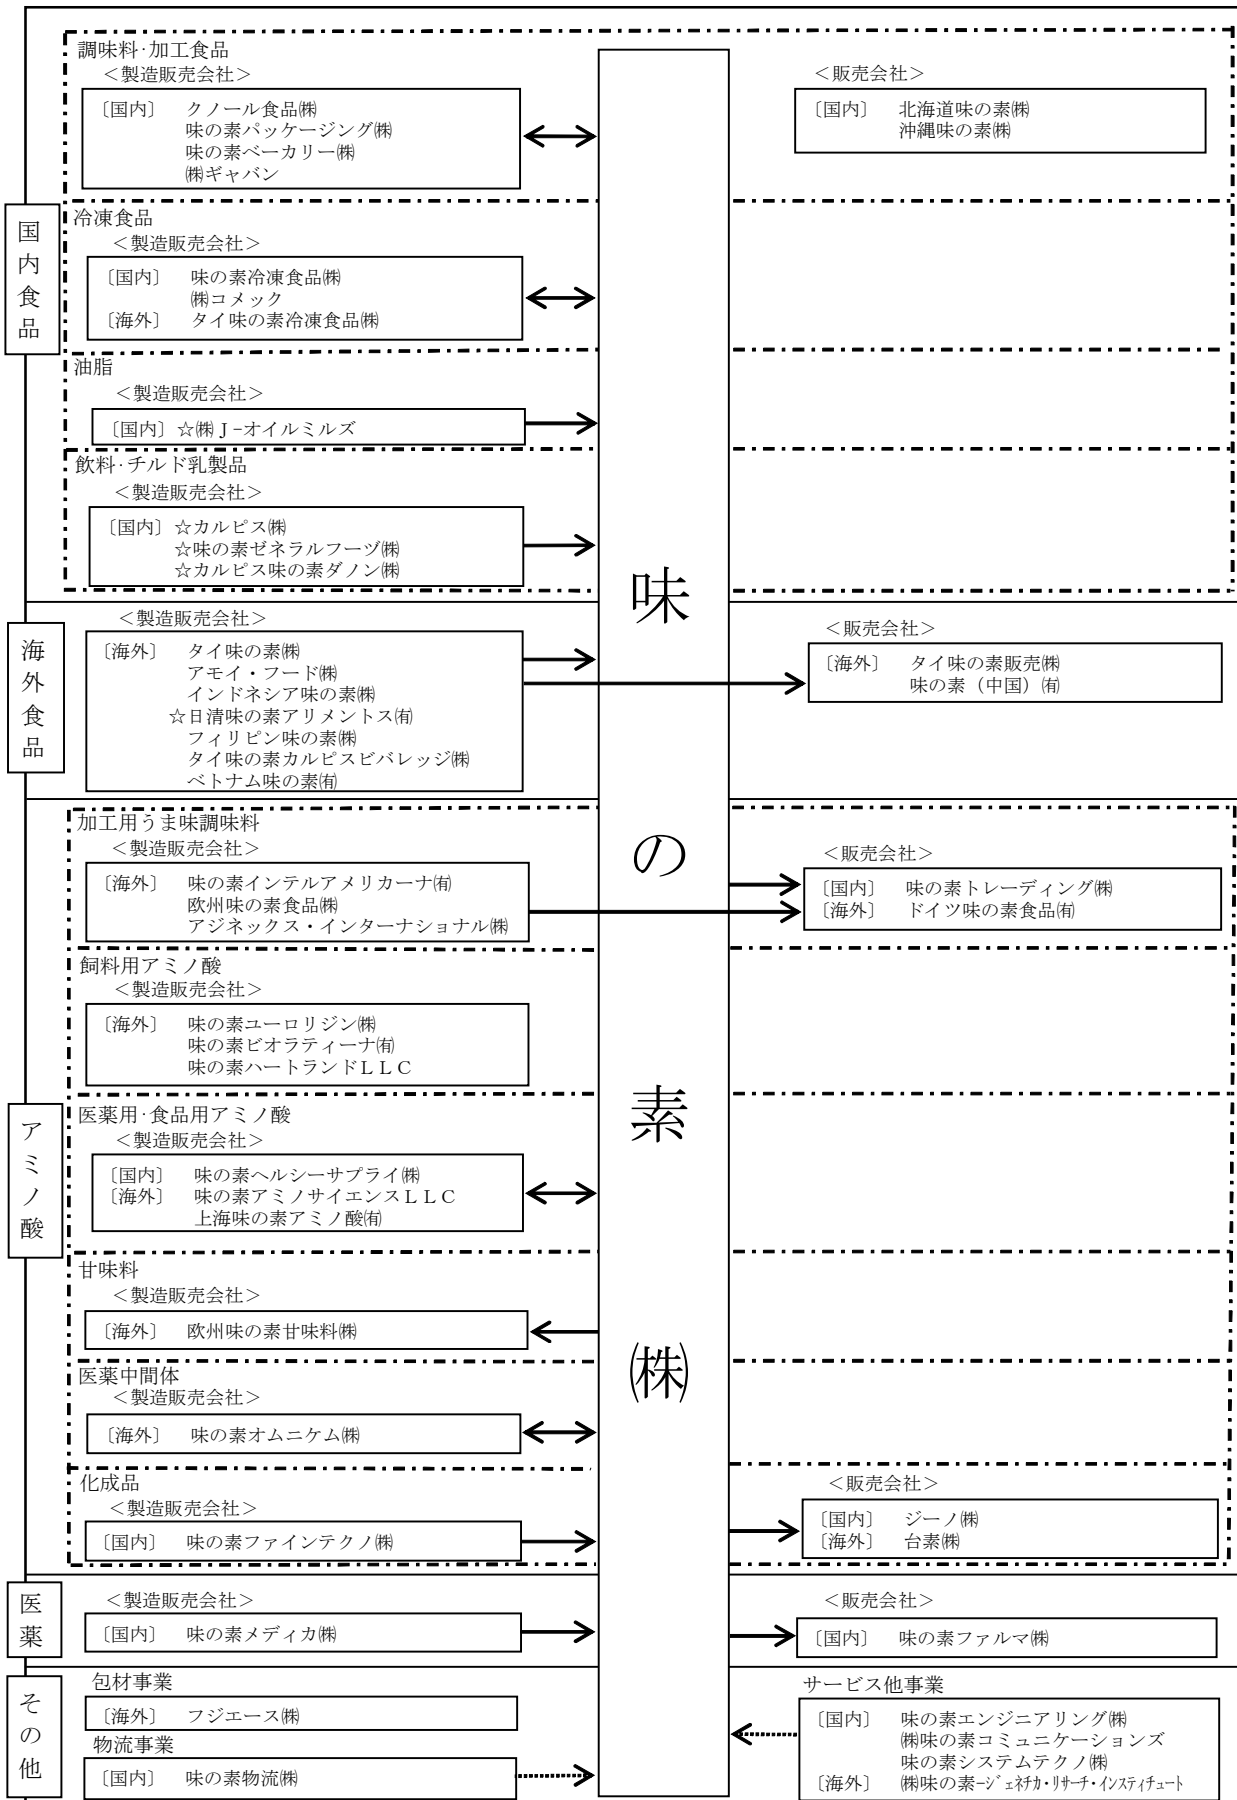 国内食品
調味料･加工食品
＜製造販売会社＞
〔国内〕 クノール食品㈱
味の素パッケージング㈱
味の素ベーカリー㈱
㈱ギャバン
＜販売会社＞
〔国内〕 北海道味の素㈱
沖縄味の素㈱
冷凍食品
＜製造販売会社＞
〔国内〕 味の素冷凍食品㈱
㈱コメック
〔海外〕 タイ味の素冷凍食品㈱
油脂
＜製造販売会社＞
〔国内〕☆㈱Ｊ−オイルミルズ
飲料･チルド乳製品
＜製造販売会社＞
〔国内〕☆カルピス㈱
☆味の素ゼネラルフーヅ㈱
☆カルピス味の素ダノン㈱
味の素㈱
海外食品
＜製造販売会社＞
〔海外〕 タイ味の素㈱
アモイ・フード㈱
インドネシア味の素㈱
☆日清味の素アリメントス㈲
フィリピン味の素㈱
タイ味の素カルピスビバレッジ㈱
ベトナム味の素㈲
＜販売会社＞
〔海外〕 タイ味の素販売㈱
味の素（中国）㈲
アミノ酸
加工用うま味調味料
＜製造販売会社＞
〔海外〕 味の素インテルアメリカーナ㈲
欧州味の素食品㈱
アジネックス・インターナショナル㈱
＜販売会社＞
〔国内〕 味の素トレーディング㈱
〔海外〕 ドイツ味の素食品㈲
飼料用アミノ酸
＜製造販売会社＞
〔海外〕 味の素ユーロリジン㈱
味の素ビオラティーナ㈲
味の素ハートランドＬＬＣ
医薬用･食品用アミノ酸
＜製造販売会社＞
〔国内〕 味の素ヘルシーサプライ㈱
〔海外〕 味の素アミノサイエンスＬＬＣ
上海味の素アミノ酸㈲
甘味料
＜製造販売会社＞
〔海外〕 欧州味の素甘味料㈱
医薬中間体
＜製造販売会社＞
〔海外〕 味の素オムニケム㈱
化成品
＜製造販売会社＞
〔国内〕 味の素ファインテクノ㈱
＜販売会社＞
〔国内〕 ジーノ㈱
〔海外〕 台素㈱
医薬
＜製造販売会社＞
〔国内〕 味の素メディカ㈱
＜販売会社＞
〔国内〕 味の素ファルマ㈱
その他
包材事業
〔海外〕 フジエース㈱
物流事業
〔国内〕 味の素物流㈱
サービス他事業
〔国内〕 味の素エンジニアリング㈱
㈱味の素コミュニケーションズ
味の素システムテクノ㈱
〔海外〕 ㈱味の素−ｼﾞｪﾈﾁｶ･ﾘｻｰﾁ･ｲﾝｽﾃｨﾁｭｰﾄ